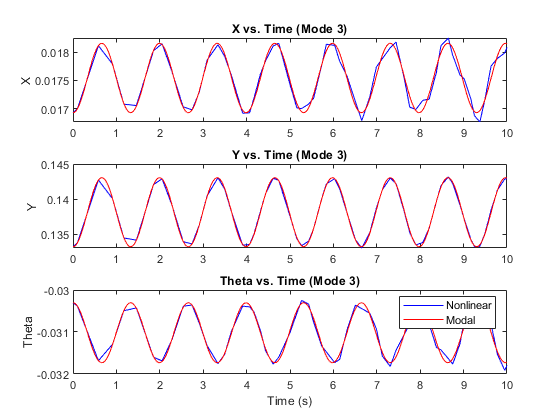 X vs. Time (Mode 3)
0.018
0.0175
0.017
X
0 1 2 3 4 5 6 7 8 9 10
Y vs. Time (Mode 3)
0.145
0.14
0.135
Y
0 1 2 3 4 5 6 7 8 9 10
Theta vs. Time (Mode 3)
-0.03
-0.031
-0.032
Theta
Nonlinear
Modal
0 1 2 3 4 5 6 7 8 9 10
Time (s)